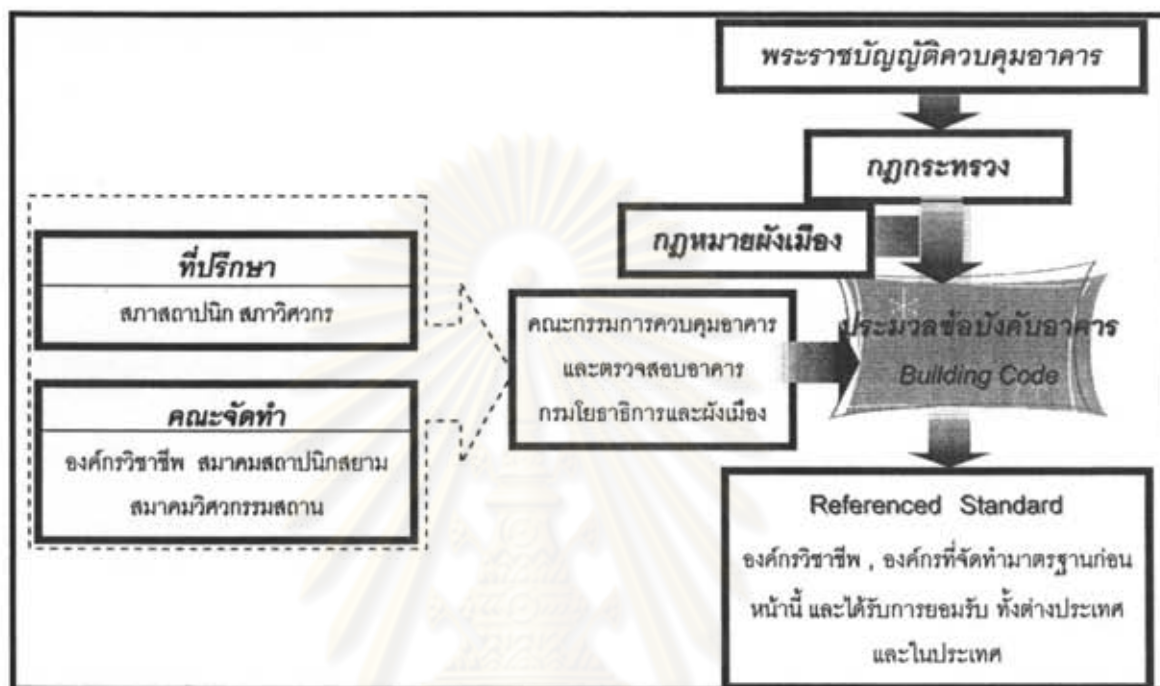 พระราชบัญญัติควบคุมอาคาร
กฎกระทรวง
กฎหมายผังเมือง
ที่ปรึกษา
สภาสถาปนิก สภาวิศวกร
คณะจัดทำ
องค์กรวิชาชีพ สมาคมสถาปนิกสยาม
สมาคมวิศวกรรมสถาน
คณะกรรมการควบคุมอาคาร
และตรวจสอบอาคาร
กรมโยธาธิการและผังเมือง
ประมวลข้อบังคับอาคาร
Building Code
Referenced Standard
องค์กรวิชาชีพ , องค์กรที่จัดทำมาตรฐานก่อน
หน้านี้ และได้รับการยอมรับ ทั้งต่างประเทศ
และในประเทศ